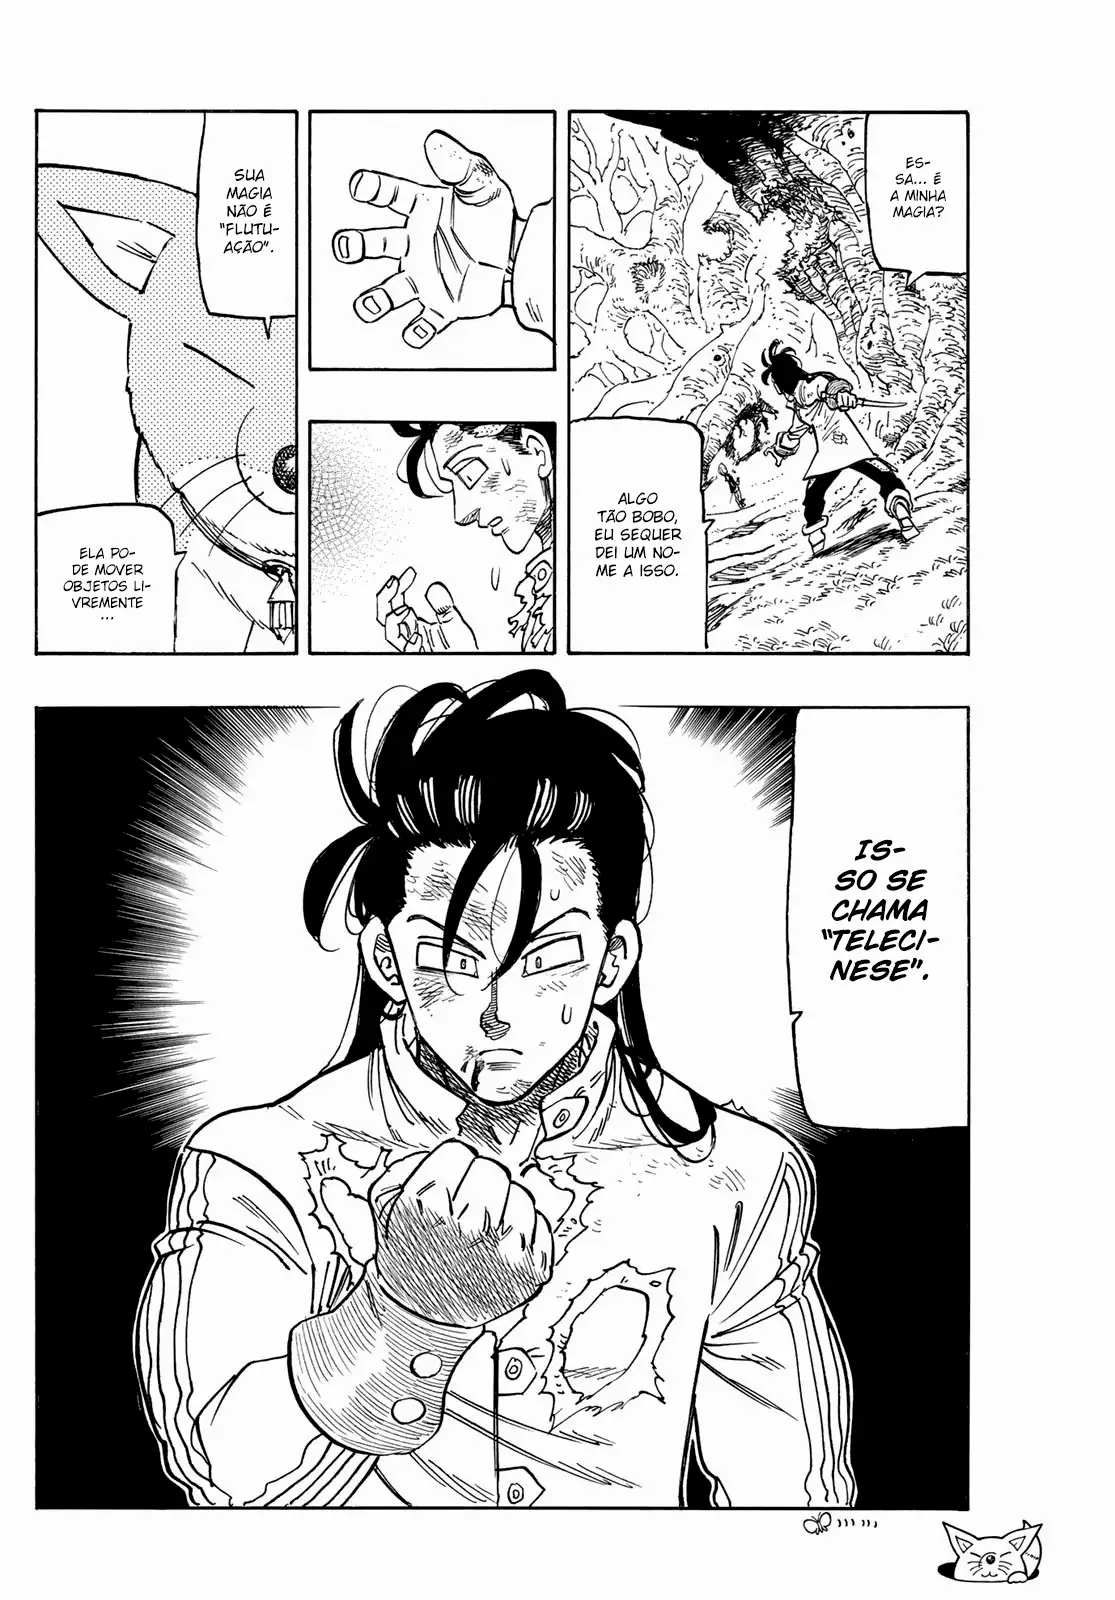 ES-
SA... É
A MINHA
MAGIA?
ALGO
TÃO BOBO,
EU SEQUER
DEI UM NO-
ME A ISSO.
SUA
MAGIA
NÃO É
"FLUTU-
AÇÃO".
ELA PO-
DE MOVER
OBJETOS LI-
VREMENTE
...
IS-
SO SE
CHAMA
"TELECI-
NESE".